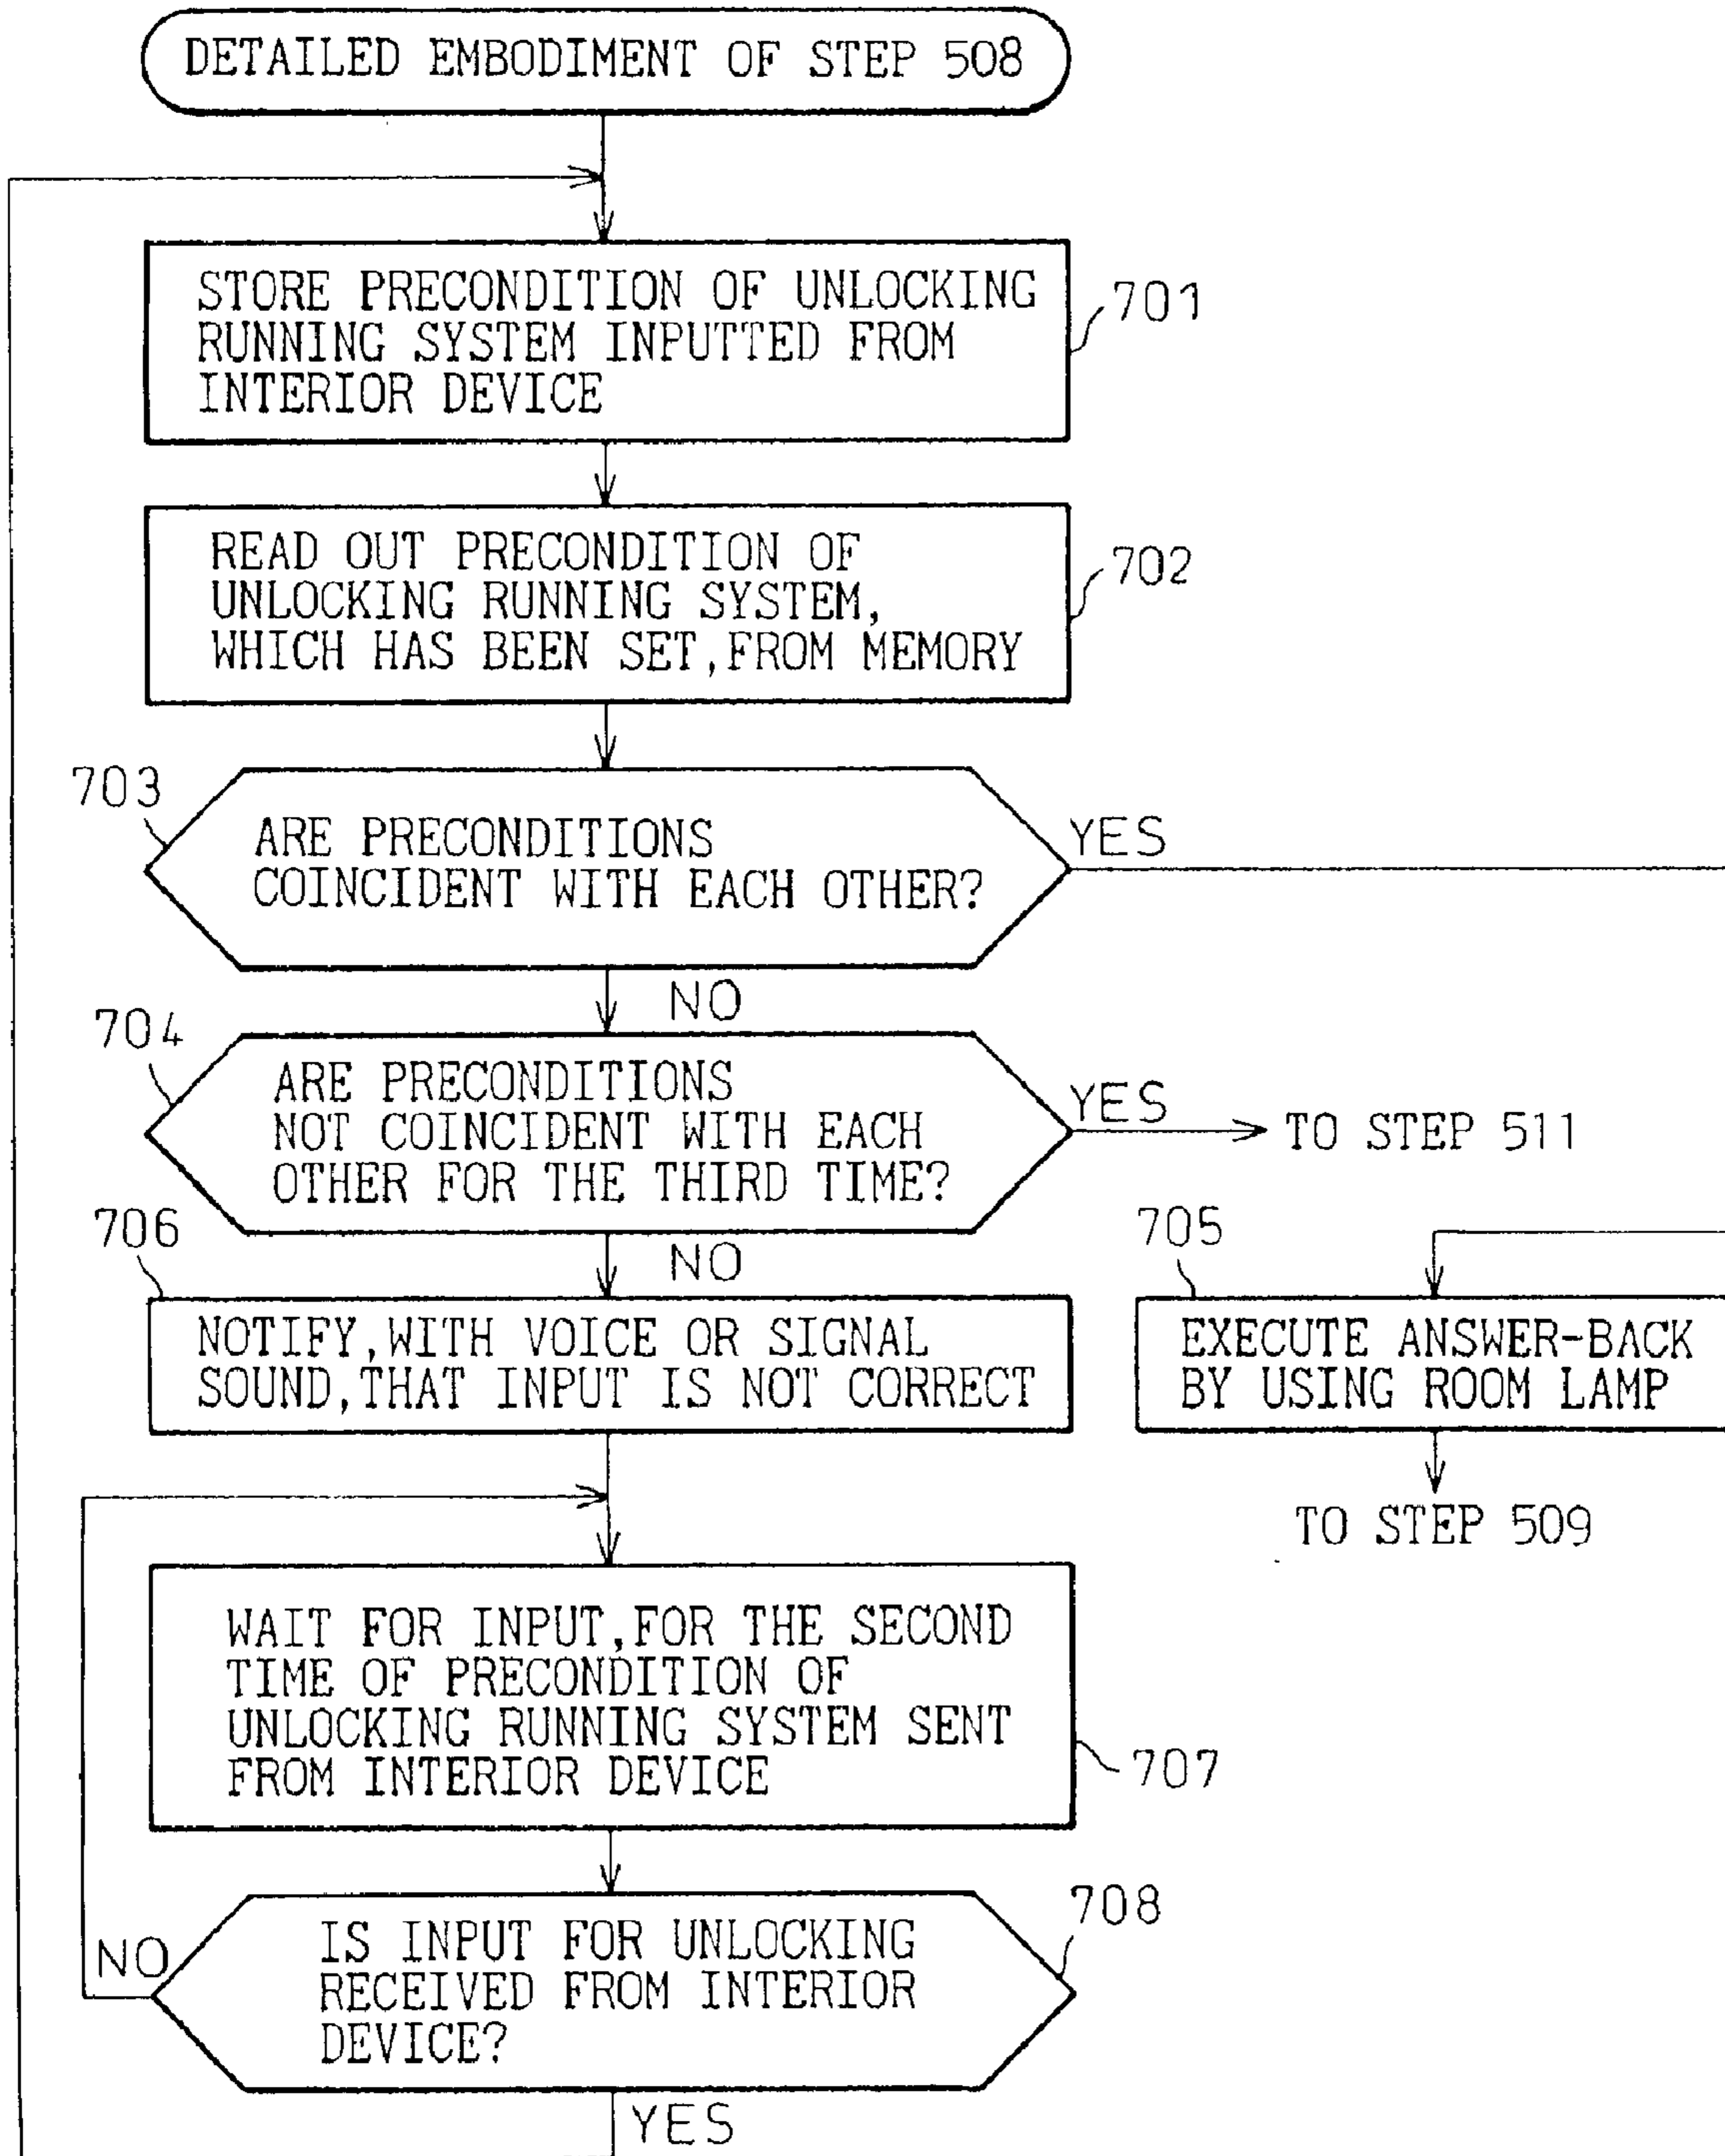 DETAILED EMBODIMENT OF STEP 508
STORE PRECONDITION OF UNLOCKING
RUNNING SYSTEM INPUTTED FROM
INTERIOR DEVICE
701
READ OUT PRECONDITION OF
UNLOCKING RUNNING SYSTEM,
WHICH HAS BEEN SET, FROM MEMORY
702
703
ARE PRECONDITIONS
COINCIDENT WITH EACH OTHER?
YES
NO
704
ARE PRECONDITIONS
NOT COINCIDENT WITH EACH
OTHER FOR THE THIRD TIME?
YES
TO STEP 511
NO
706
NOTIFY, WITH VOICE OR SIGNAL
SOUND, THAT INPUT IS NOT CORRECT
705
EXECUTE ANSWER-BACK
BY USING ROOM LAMP
TO STEP 509
WAIT FOR INPUT, FOR THE SECOND
TIME OF PRECONDITION OF
UNLOCKING RUNNING SYSTEM SENT
FROM INTERIOR DEVICE
707
708
IS INPUT FOR UNLOCKING
RECEIVED FROM INTERIOR
DEVICE?
NO
YES